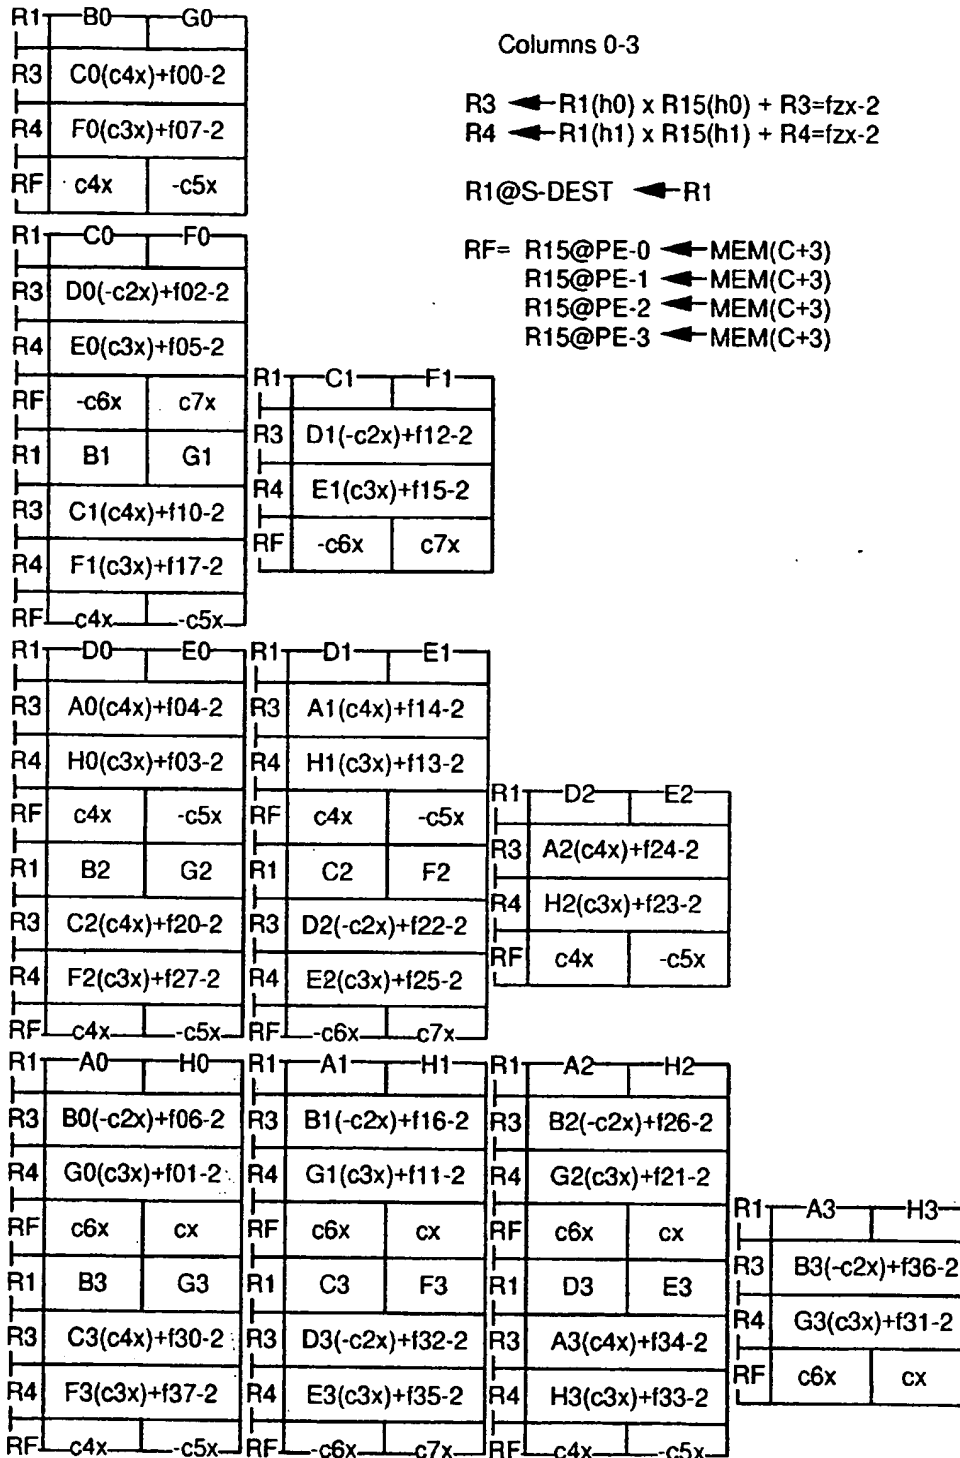 R1 B0 G0
R3 C0(c4x)+f00-2
R4 F0(c3x)+f07-2
RF c4x -c5x
Columns 0-3
R3 ◄─ R1(h0) x R15(h0) + R3=fzx-2
R4 ◄─ R1(h1) x R15(h1) + R4=fzx-2
R1@S-DEST ◄─ R1
RF= R15@PE-0 ◄─ MEM(C+3)
R15@PE-1 ◄─ MEM(C+3)
R15@PE-2 ◄─ MEM(C+3)
R15@PE-3 ◄─ MEM(C+3)
R1 C0 F0
R3 D0(-c2x)+f02-2
R4 E0(c3x)+f05-2
RF -c6x c7x
R1 B1 G1
R3 C1(c4x)+f10-2
R4 F1(c3x)+f17-2
RF c4x -c5x
R1 C1 F1
R3 D1(-c2x)+f12-2
R4 E1(c3x)+f15-2
RF -c6x c7x
R1 D0 E0
R3 A0(c4x)+f04-2
R4 H0(c3x)+f03-2
RF c4x -c5x
R1 B2 G2
R3 C2(c4x)+f20-2
R4 F2(c3x)+f27-2
RF c4x -c5x
R1 D1 E1
R3 A1(c4x)+f14-2
R4 H1(c3x)+f13-2
RF c4x -c5x
R1 C2 F2
R3 D2(-c2x)+f22-2
R4 E2(c3x)+f25-2
RF -c6x c7x
R1 D2 E2
R3 A2(c4x)+f24-2
R4 H2(c3x)+f23-2
RF c4x -c5x
R1 A0 H0
R3 B0(-c2x)+f06-2
R4 G0(c3x)+f01-2
RF c6x cx
R1 B3 G3
R3 C3(c4x)+f30-2
R4 F3(c3x)+f37-2
RF c4x -c5x
R1 A1 H1
R3 B1(-c2x)+f16-2
R4 G1(c3x)+f11-2
RF c6x cx
R1 C3 F3
R3 D3(-c2x)+f32-2
R4 E3(c3x)+f35-2
RF -c6x c7x
R1 A2 H2
R3 B2(-c2x)+f26-2
R4 G2(c3x)+f21-2
RF c6x cx
R1 D3 E3
R3 A3(c4x)+f34-2
R4 H3(c3x)+f33-2
RF c4x -c5x
R1 A3 H3
R3 B3(-c2x)+f36-2
R4 G3(c3x)+f31-2
RF c6x cx